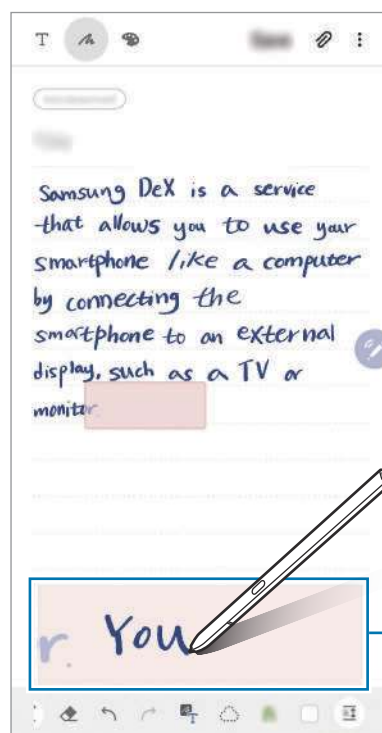 T
Samsung DeX is a service
that allows you to use your
smartphone like a computer
by connecting the
smartphone to an external
display, such as a TV or
monitor.
r. You